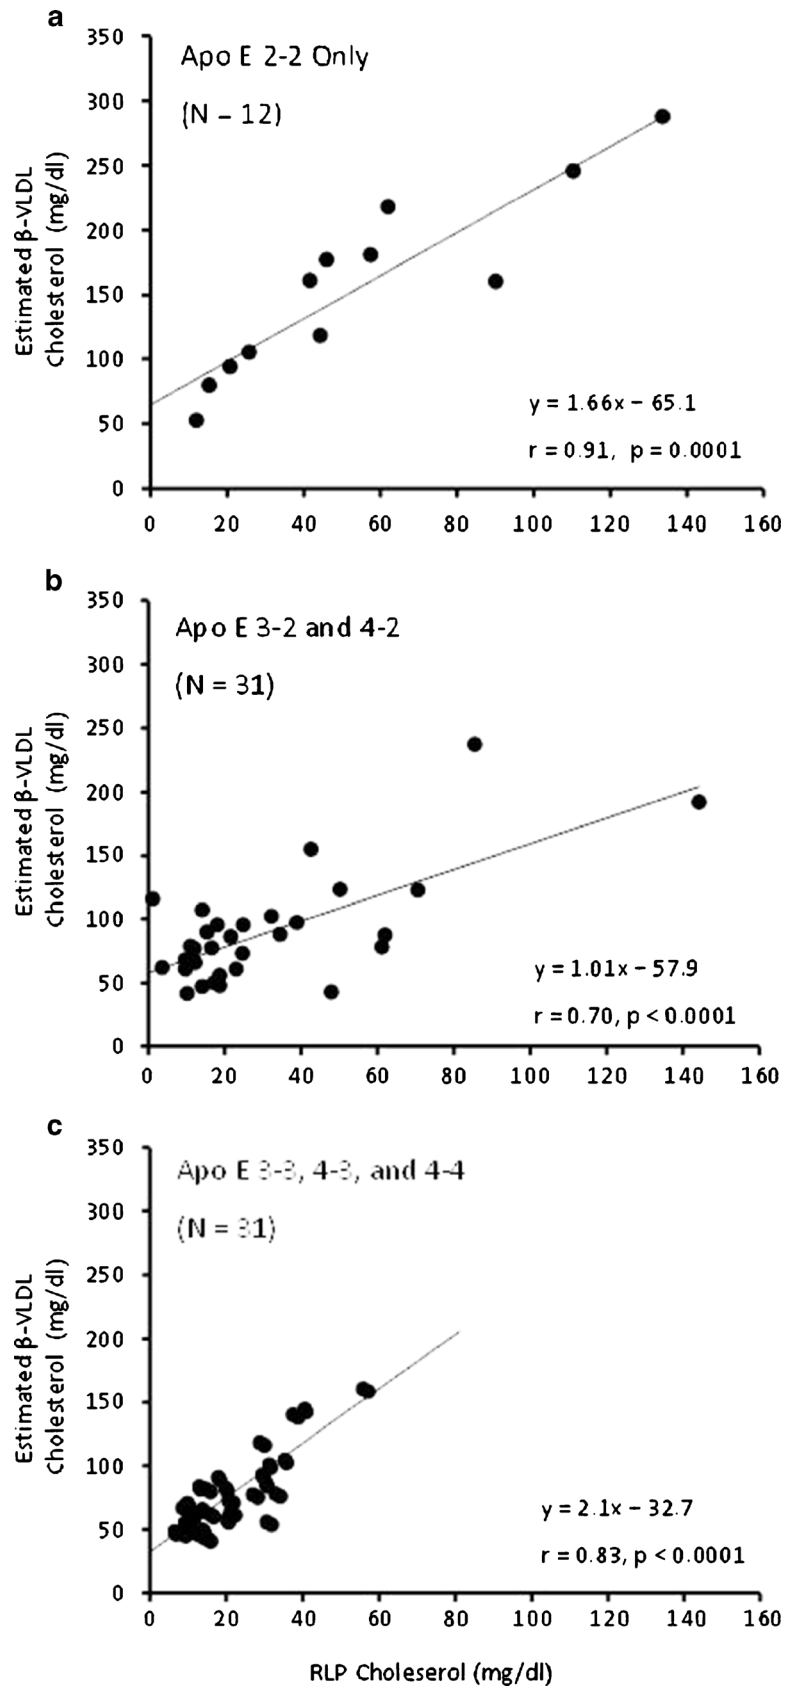 a
350
300
250
200
150
100
50
0
Estimated β-VLDL
Cholesterol (mg/dl)
Apo E 2-2 Only
(N – 12)
y = 1.66x – 65.1
r = 0.91, p = 0.0001
0 20 40 60 80 100 120 140 160
b
350
300
250
200
150
100
50
0
Estimated β-VLDL
Cholesterol (mg/dl)
Apo E 3-2 and 4-2
(N = 31)
y = 1.01x – 57.9
r = 0.70, p < 0.0001
0 20 40 60 80 100 120 140 160
c
350
300
250
200
150
100
50
0
Estimated β-VLDL
Cholesterol (mg/dl)
Apo E 3-3, 4-3, and 4-4
(N = 31)
y = 2.1x – 32.7
r = 0.83, p < 0.0001
0 20 40 60 80 100 120 140 160
RLP Choleserol (mg/dl)